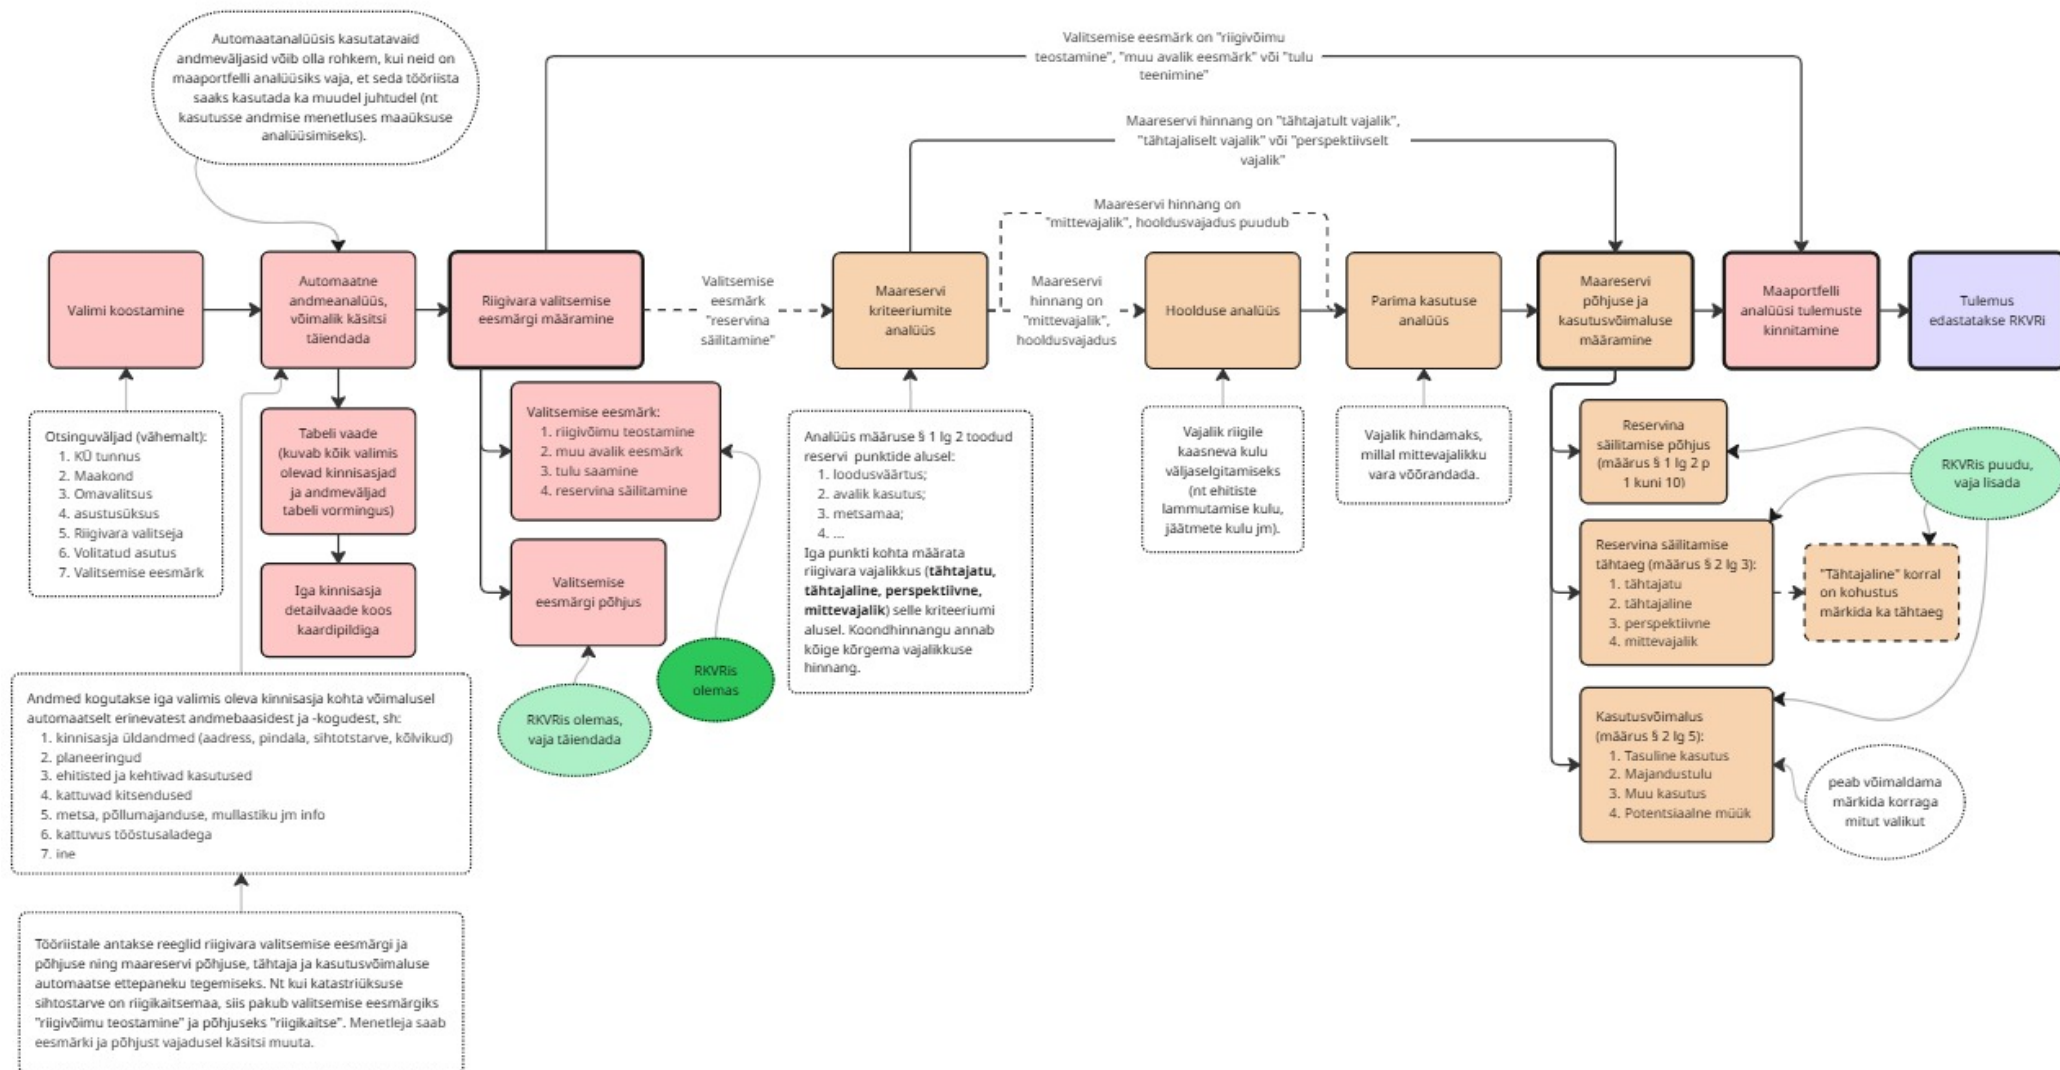 Automaatanalüüsis kasutatavaid
andmeväljasid võib olla rohkem, kui neid on
maaportfelli analüüsiks vaja, et seda tööriista
saaks kasutada ka muudel juhtudel (nt
kasutusse andmise menetluses maaüksuse
analüüsimiseks).
Valitsemise eesmärk on "riigivõimu
teostamine", "muu avalik eesmärk" või "tulu
teenimine"
Maareservi hinnang on "tähtajatult vajalik",
"tähtajaliselt vajalik" või "perspektiivselt
vajalik"
Maareservi hinnang on
"mittevajalik", hooldusvajadus puudub
Valimi koostamine
Automaatne
andmeanalüüs,
võimalik käsitsi
täiendada
Riigivara valitsemise
eesmärgi määramine
Valitsemise
eesmärk
"reservina
säilitamine"
Maareservi
kriteeriumite
analüüs
Maareservi
hinnang on
"mittevajalik",
hooldusvajadus
Hoolduse analüüs
Parima kasutuse
analüüs
Maareservi
põhjuse ja
kasutusvõimaluse
määramine
Maaportfelli
analüüsi tulemuste
kinnitamine
Tulemus
edastatakse RKVRi
Otsinguväljad (vähemalt):
1. KÜ tunnus
2. Maakond
3. Omavalitsus
4. asustusüksus
5. Riigivara valitseja
6. Volitatud asutus
7. Valitsemise eesmärk
Tabeli vaade
(kuvab kõik valimis
olevad kinnisasjad
ja andmeväljad
tabeli vormingus)
Iga kinnisasja
detailvaade koos
kaardipildiga
Valitsemise eesmärk:
1. riigivõimu teostamine
2. muu avalik eesmärk
3. tulu saamine
4. reservina säilitamine
Valitsemise
eesmärgi põhjus
RKVRis
olemas
RKVRis olemas,
vaja täiendada
Analüüs määruse § 1 lg 2 toodud
reservi punktide alusel:
1. loodusväärtus;
2. avalik kasutus;
3. metsamaa;
4. ...
Iga punkti kohta määrata
riigivara vajalikkus (tähtajatu,
tähtajaline, perspektiivne,
mittevajalik) selle kriteeriumi
alusel. Koondhinnangu annab
kõige kõrgema vajalikkuse
hinnang.
Vajalik riigile
kaasneva kulu
väljaselgitamiseks
(nt ehitiste
lammutamise kulu,
jäätmete kulu jm).
Vajalik hindamaks,
millal mittevajalikku
vara võõrandada.
Reservina
säilitamise põhjus
(määrus § 1 lg 2 p
1 kuni 10)
RKVRis puudu,
vaja lisada
Reservina säilitamise
tähtaeg (määrus § 2 lg 3):
1. tähtajatu
2. tähtajaline
3. perspektiivne
4. mittevajalik
"Tähtajaline" korral
on kohustus
märkida ka tähtaeg
Kasutusvõimalus
(määrus § 2 lg 5):
1. Tasuline kasutus
2. Majandustulu
3. Muu kasutus
4. Potentsiaalne müük
peab võimaldama
märkida korraga
mitut valikut
Andmed kogutakse iga valimis oleva kinnisasja kohta võimalusel
automaatselt erinevatest andmebaasidest ja -kogudest, sh:
1. kinnisasja üldandmed (aadress, pindala, sihtotstarve, kõlvikud)
2. planeeringud
3. ehitised ja kehtivad kasutused
4. kattuvad kitsendused
5. metsa, põllumajanduse, mullastiku jm info
6. kattuvus tööstusaladega
7. ine
Tööriistale antakse reeglid riigivara valitsemise eesmärgi ja
põhjuse ning maareservi põhjuse, tähtaja ja kasutusvõimaluse
automaatse ettepaneku tegemiseks. Nt kui katastriüksuse
sihtostarve on riigikaitsemaa, siis pakub valitsemise eesmärgiks
"riigivõimu teostamine" ja põhjuseks "riigikaitse". Menetleja saab
eesmärki ja põhjust vajadusel käsitsi muuta.